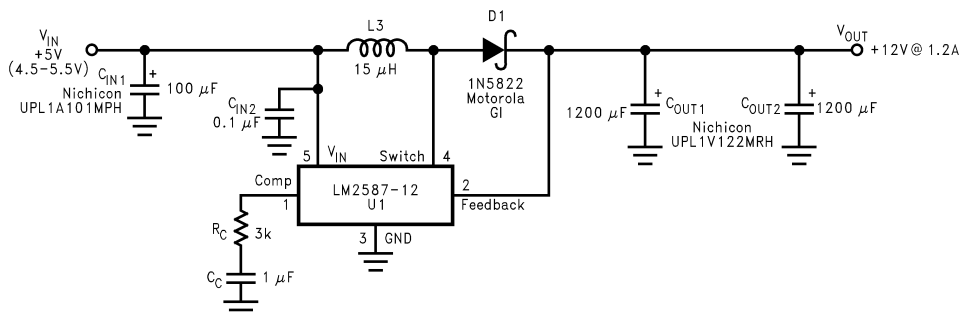 V_IN
+5V
(4.5-5.5V)
C_IN1
+
Nichicon
UPL1A101MPH
100 μF
C_IN2
0.1 μF
L3
15 μH
D1
1N5822
Motorola
GI
V_OUT
+12V@ 1.2A
1200 μF
+
C_OUT1
C_OUT2
+
1200 μF
Nichicon
UPL1V122MRH
5
V_IN
Switch
4
Comp
1
LM2587-12
U1
2
Feedback
3
GND
R_C
3k
C_C
1 μF